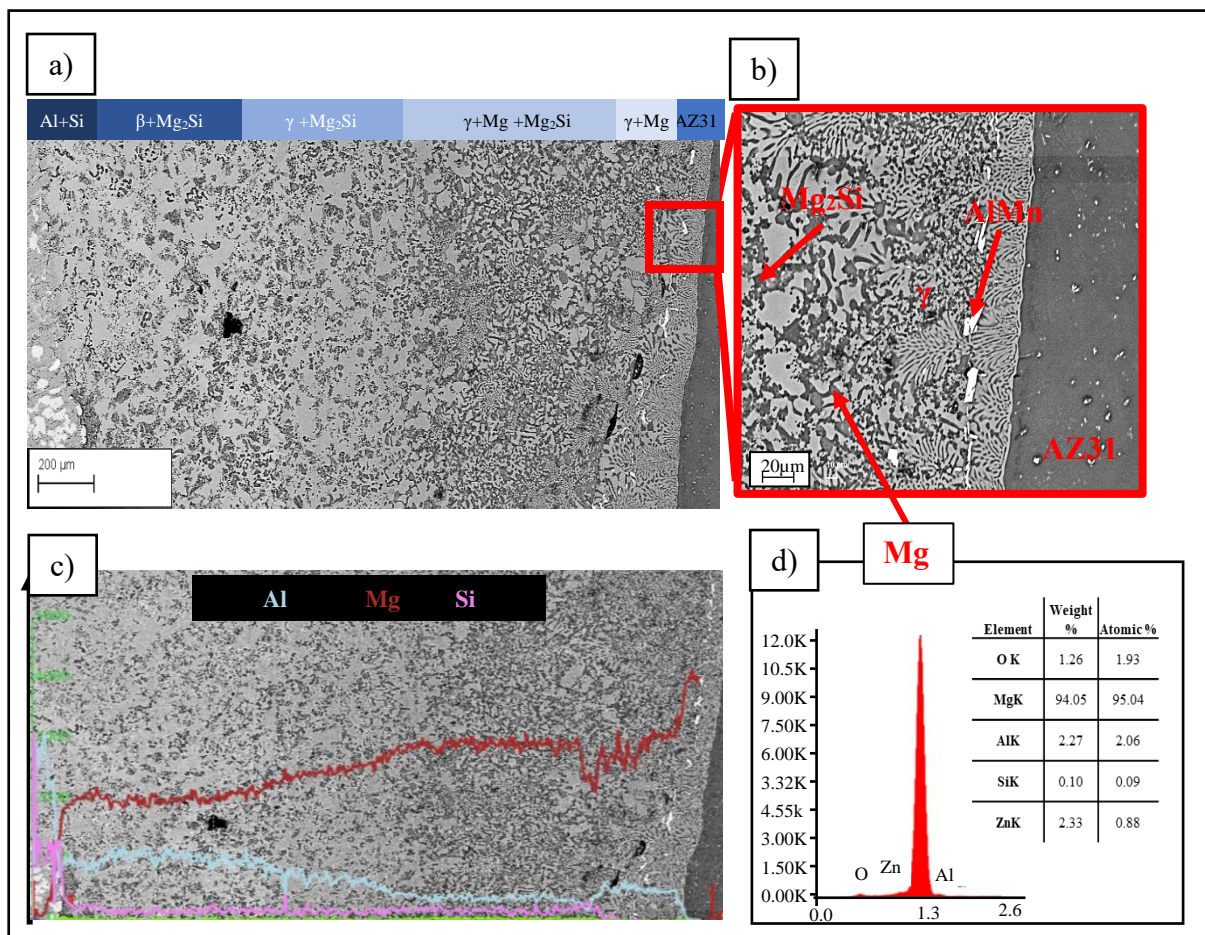 a)
Al+Si β+Mg₂Si γ +Mg₂Si γ+Mg +Mg₂Si γ+Mg AZ31
200 µm
b)
Mg₂Si AlMn
γ
AZ31
20µm
Mg
c)
Al Mg Si
d)
12.0K
10.5K
9.00K
7.50K
6.00K
3.32K
4.55k
3.00K
1.50K
0.00K
O Zn Al
0.0 1.3 2.6
Element Weight % Atomic %
O K 1.26 1.93
MgK 94.05 95.04
AlK 2.27 2.06
SiK 0.10 0.09
ZnK 2.33 0.88